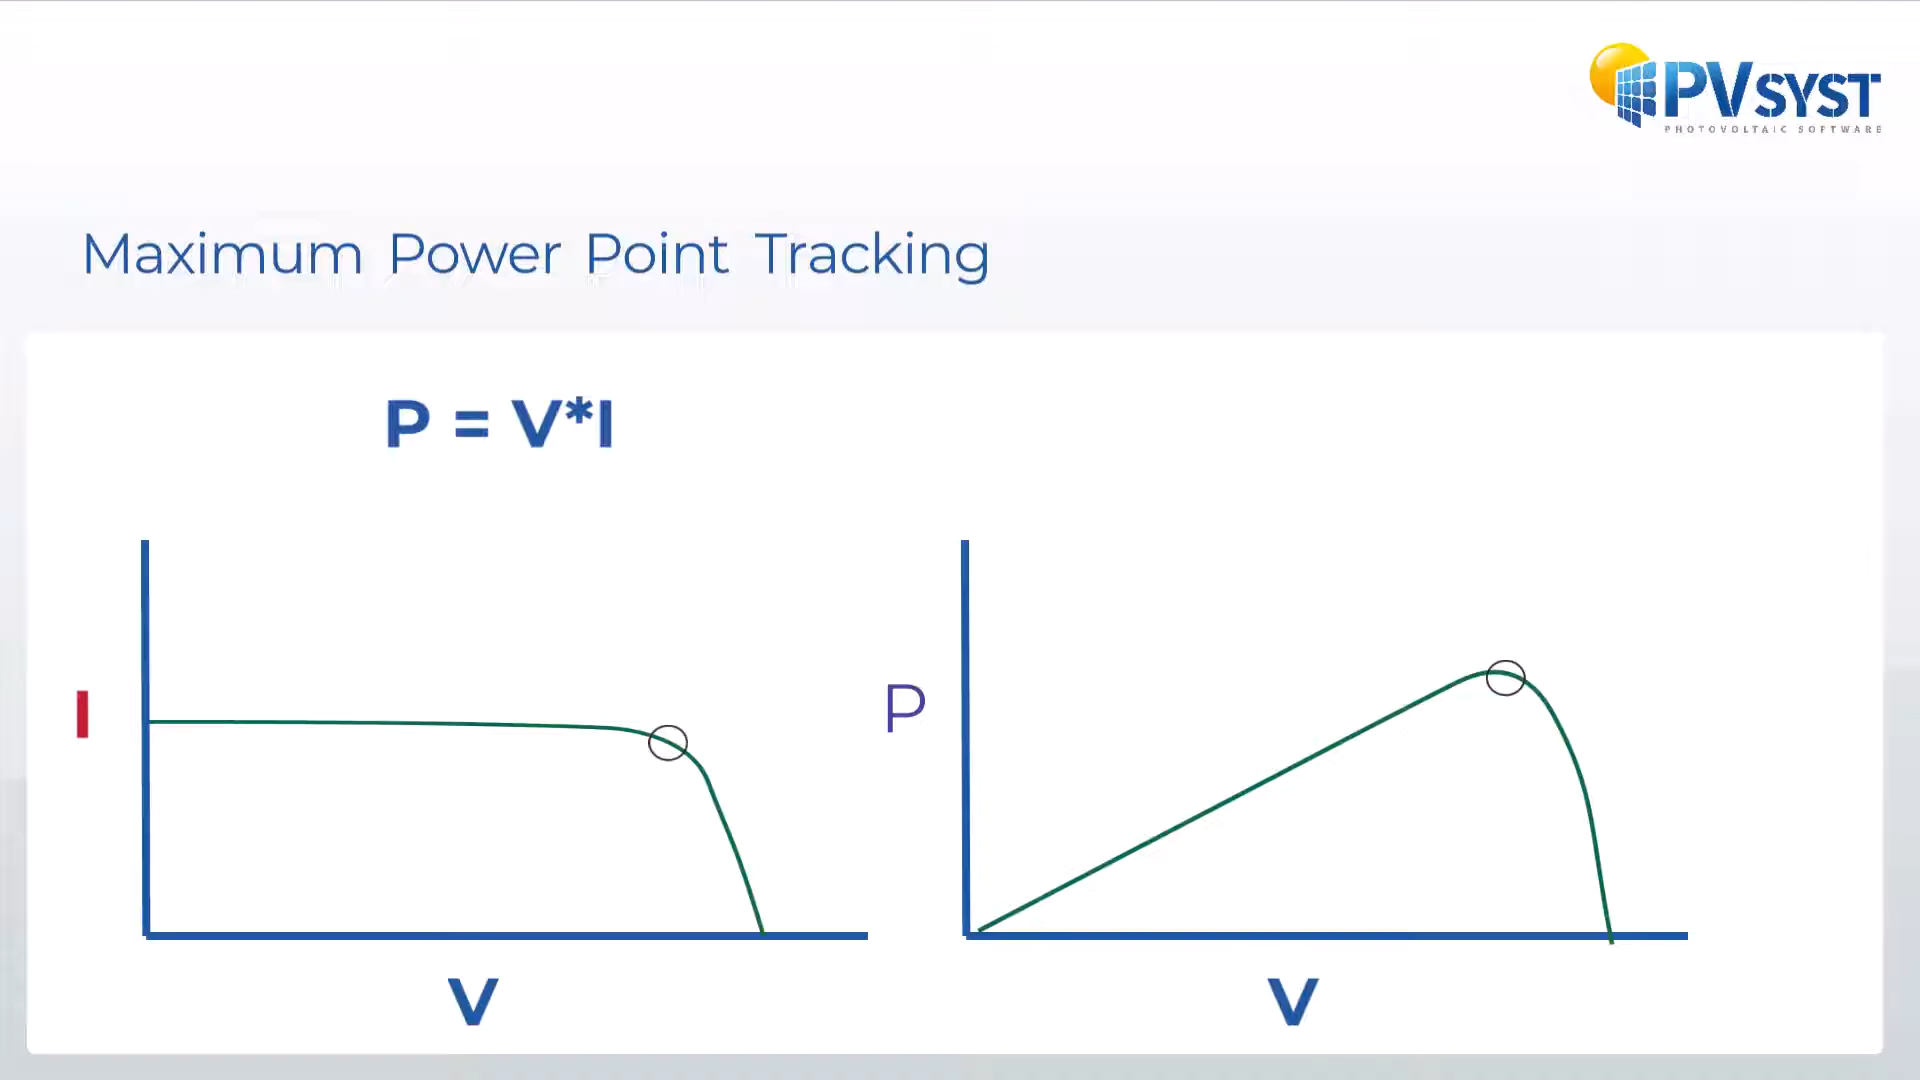 PVSYST
PHOTOVOLTAIC SOFTWARE
Maximum Power Point Tracking
P = V*I
I
P
V
V